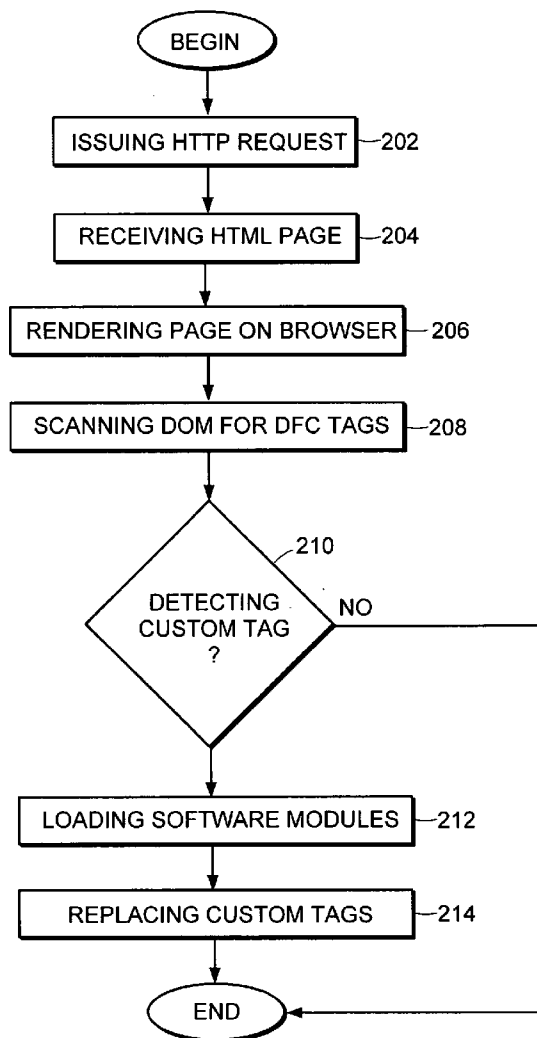 BEGIN
ISSUING HTTP REQUEST 202
RECEIVING HTML PAGE 204
RENDERING PAGE ON BROWSER 206
SCANNING DOM FOR DFC TAGS 208
210
DETECTING
CUSTOM TAG
?
NO
LOADING SOFTWARE MODULES 212
REPLACING CUSTOM TAGS 214
END